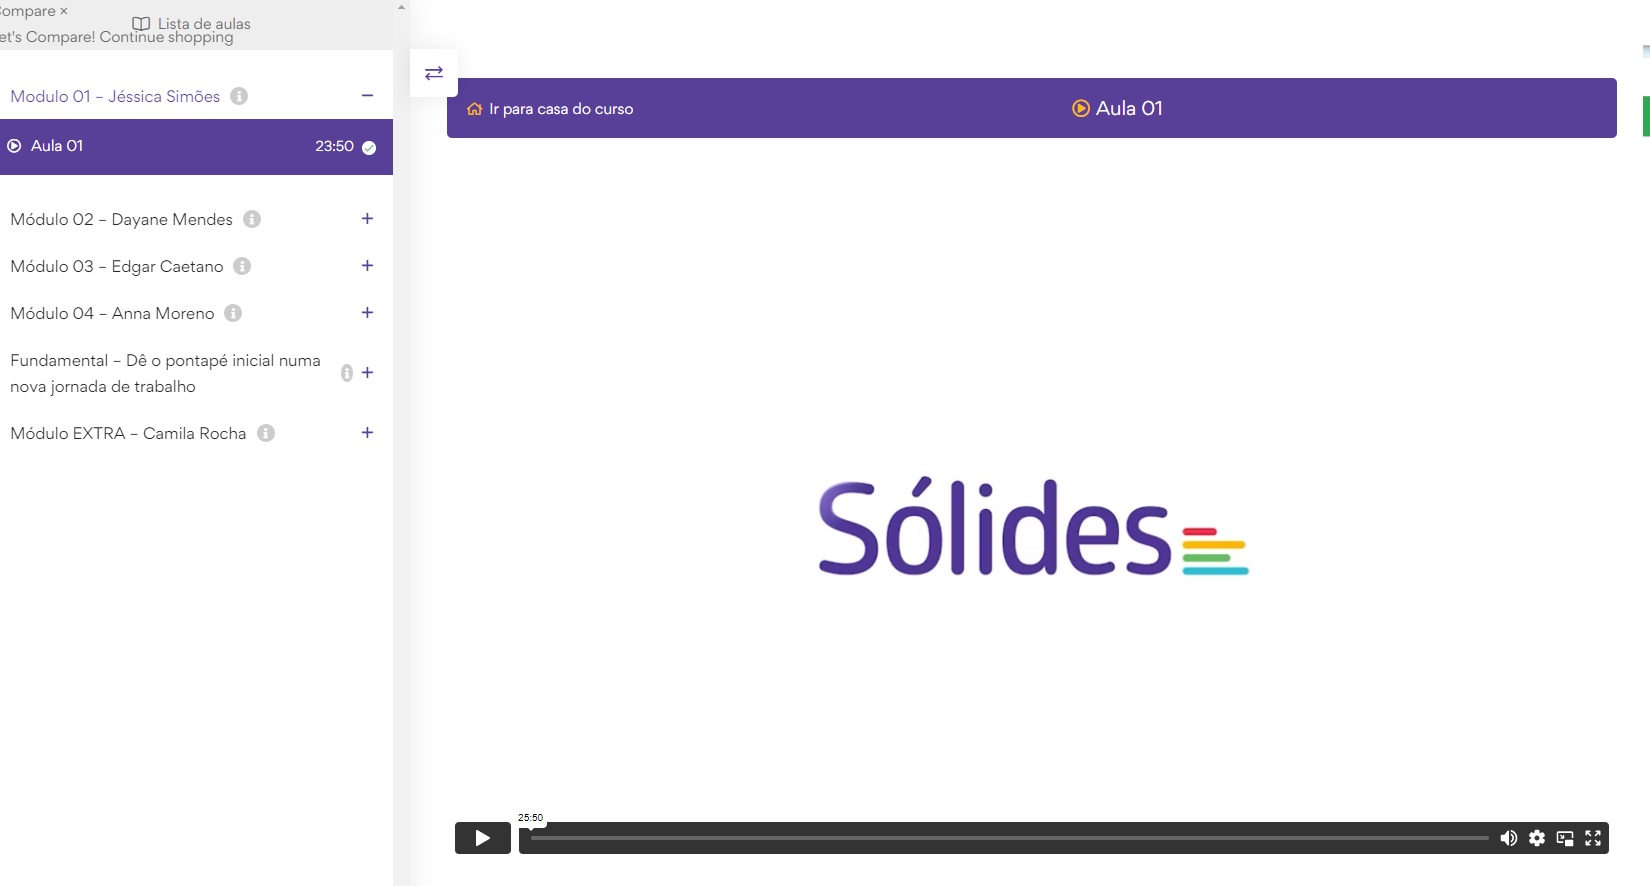 Compare ×
Lista de aulas
et's Compare! Continue shopping
Modulo 01 – Jéssica Simões
Aula 01 23:50
Módulo 02 – Dayane Mendes
Módulo 03 – Edgar Caetano
Módulo 04 – Anna Moreno
Fundamental – Dê o pontapé inicial numa
nova jornada de trabalho
Módulo EXTRA – Camila Rocha
Ir para casa do curso
Aula 01
Sólides
25:50